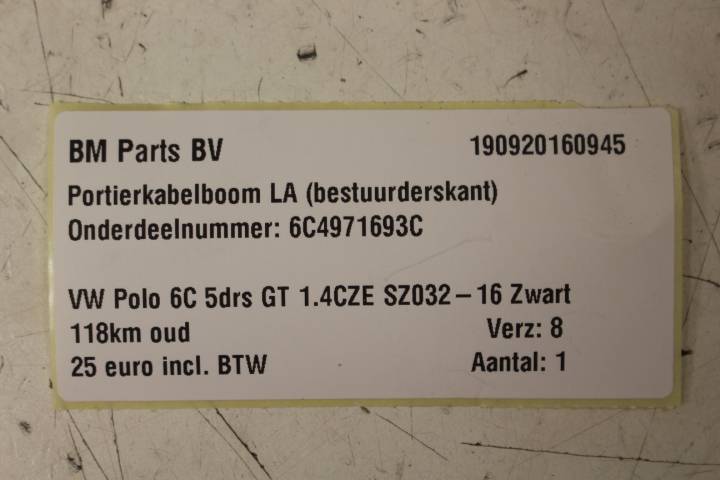 BM Parts BV 190920160945
Portierkabelboom LA (bestuurderskant)
Onderdeelnummer: 6C4971693C
VW Polo 6C 5drs GT 1.4CZE SZ032 – 16 Zwart
118km oud Verz: 8
25 euro incl. BTW Aantal: 1